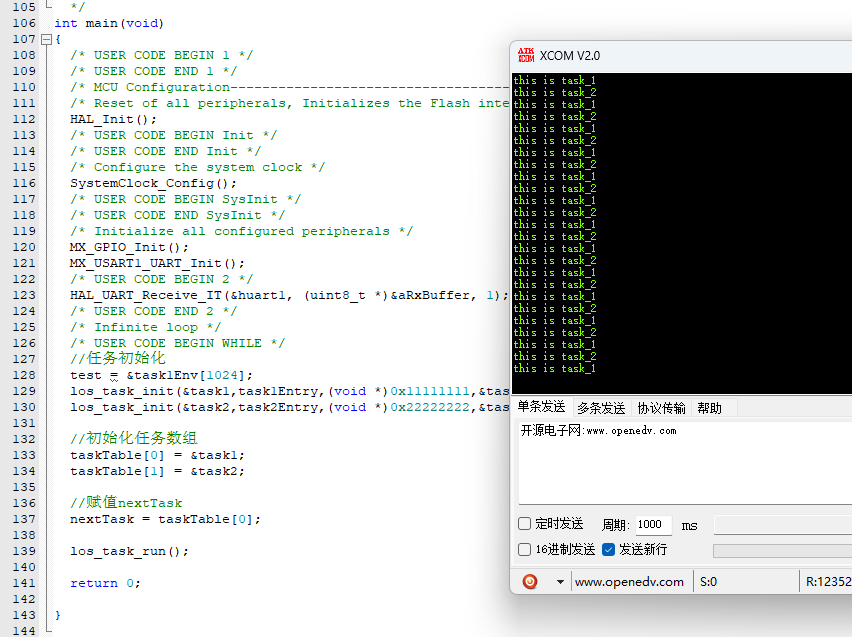 105 */
106 int main(void)
107 {
108 /* USER CODE BEGIN 1 */
109 /* USER CODE END 1 */
110 /* MCU Configuration-----------------------------------
111 /* Reset of all peripherals, Initializes the Flash inte
112 HAL_Init();
113 /* USER CODE BEGIN Init */
114 /* USER CODE END Init */
115 /* Configure the system clock */
116 SystemClock_Config();
117 /* USER CODE BEGIN SysInit */
118 /* USER CODE END SysInit */
119 /* Initialize all configured peripherals */
120 MX_GPIO_Init();
121 MX_USART1_UART_Init();
122 /* USER CODE BEGIN 2 */
123 HAL_UART_Receive_IT(&huart1, (uint8_t *)&aRxBuffer, 1);
124 /* USER CODE END 2 */
125 /* Infinite loop */
126 /* USER CODE BEGIN WHILE */
127 //任务初始化
128 test = &task1Env[1024];
129 los_task_init(&task1,task1Entry,(void *)0x11111111,&tas
130 los_task_init(&task2,task2Entry,(void *)0x22222222,&tas
131
132 //初始化任务数组
133 taskTable[0] = &task1;
134 taskTable[1] = &task2;
135
136 //赋值nextTask
137 nextTask = taskTable[0];
138
139 los_task_run();
140
141 return 0;
142
143 }
144
ATK XCOM XCOM V2.0
this is task_1
this is task_2
this is task_1
this is task_2
this is task_1
this is task_2
this is task_1
this is task_2
this is task_1
this is task_2
this is task_1
this is task_2
this is task_1
this is task_2
this is task_1
this is task_2
this is task_1
this is task_2
this is task_1
this is task_2
this is task_1
this is task_2
this is task_1
this is task_2
this is task_1
单条发送 多条发送 协议传输 帮助
开源电子网:www.openedv.com
定时发送 周期: 1000 ms
16进制发送 发送新行
www.openedv.com S:0 R:12352